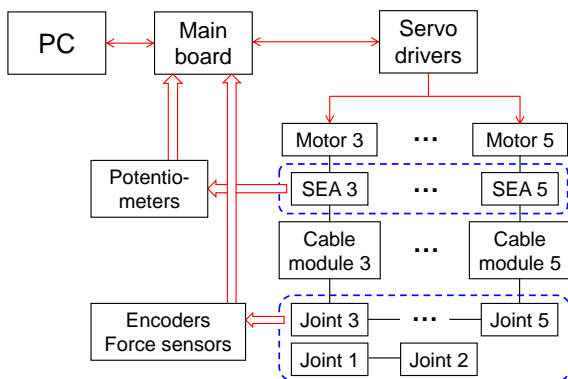 PC
Main
board
Servo
drivers
Motor 3
...
Motor 5
Potentio-
meters
SEA 3
...
SEA 5
Cable
module 3
...
Cable
module 5
Encoders
Force sensors
Joint 3
...
Joint 5
Joint 1
Joint 2